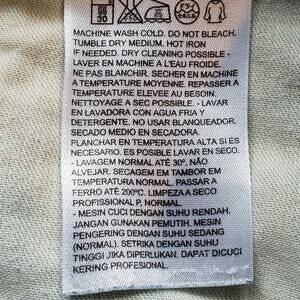 30
MACHINE WASH COLD. DO NOT BLEACH.
TUMBLE DRY MEDIUM. HOT IRON
IF NEEDED. DRY CLEANING POSSIBLE -
LAVER EN MACHINE A L'EAU FROIDE.
NE PAS BLANCHIR. SECHER EN MACHINE
A TEMPERATURE MOYENNE. REPASSER A
TEMPERATURE ELEVEE AU BESOIN.
NETTOYAGE A SEC POSSIBLE. - LAVAR
EN LAVADORA CON AGUA FRIA Y
DETERGENTE. NO USAR BLANQUEADOR.
SECADO MEDIO EN SECADORA.
PLANCHAR EN TEMPERATURA ALTA SI ES
NECESARIO. ES POSIBLE LAVAR EN SECO.
- LAVAGEM NORMAL ATÉ 30º. NÃO
ALVEJAR. SECAGEM EM TAMBOR EM
TEMPERATURA NORMAL. PASSAR A
FERRO ATÉ 200ºC. LIMPEZA A SECO
PROFISSIONAL P, NORMAL.
- MESIN CUCI DENGAN SUHU RENDAH.
JANGAN GUNAKAN PEMUTIH. MESIN
PENGERING DENGAN SUHU SEDANG
(NORMAL). SETRIKA DENGAN SUHU
TINGGI JIKA DIPERLUKAN. DAPAT DICUCI
KERING PROFESIONAL.